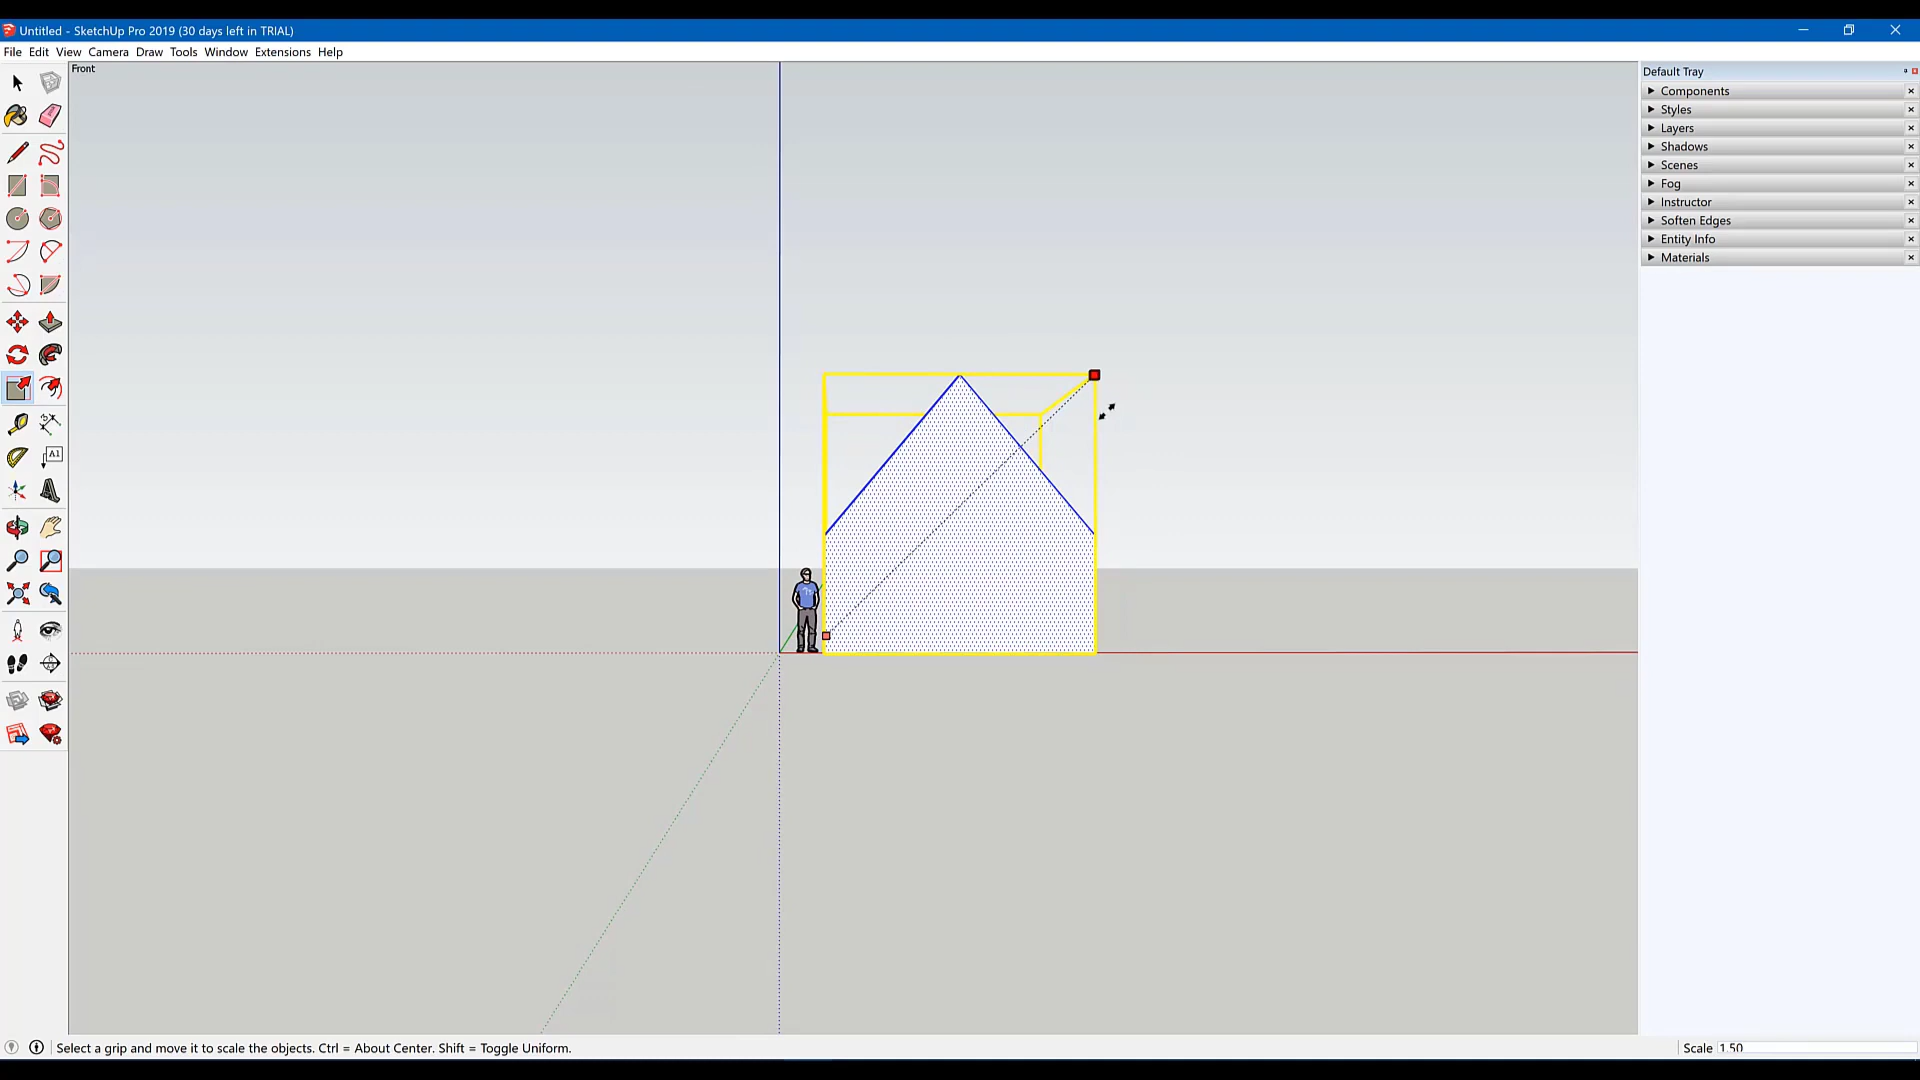 Untitled - SketchUp Pro 2019 (30 days left in TRIAL)
File Edit View Camera Draw Tools Window Extensions Help
Front
Default Tray
Components
Styles
Layers
Shadows
Scenes
Fog
Instructor
Soften Edges
Entity Info
Materials
A1
Select a grip and move it to scale the objects. Ctrl = About Center. Shift = Toggle Uniform.
Scale 1.50